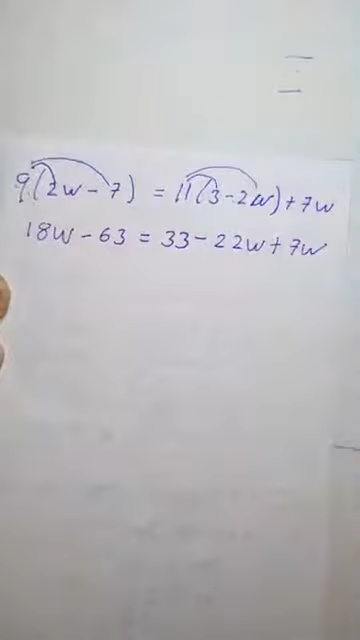 9(2w-7) = 11(3-2w)+7w
18w-63 = 33-22w+7w